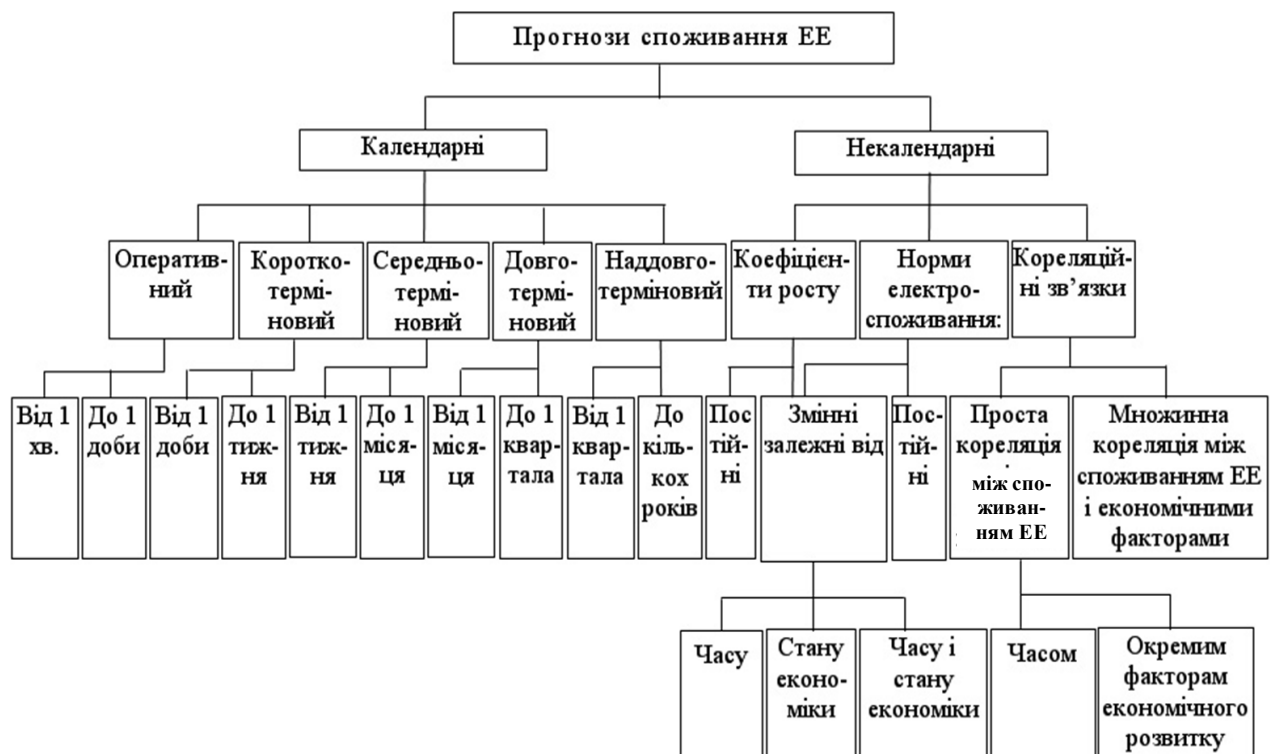 Прогнози споживання ЕЕ
Календарні
Некалендарні
Оператив-
ний
Коротко-
термі-
новий
Середньо-
термі-
новий
Довго-
термі-
новий
Наддовго-
терміновий
Коефіцієн-
ти росту
Норми
електро-
споживання:
Кореляцій-
ні зв’язки
Від 1
хв.
До 1
доби
Від 1
доби
До 1
тиж-
ня
Від 1
тиж-
ня
До 1
міся-
ця
Від 1
міся-
ця
До 1
квар-
тала
Від 1
квар-
тала
До
кіль-
кох
років
Пос
тій-
ні
Змінні
залежні від
Пос-
тій-
ні
Проста
кореляція
між спо-
живан-
ням ЕЕ
Множинна
кореляція між
споживанням ЕЕ
і економічними
факторами
Часу
Стану
еконо-
міки
Часу і
стану
економіки
Часом
Окремим
факторам
економічного
розвитку